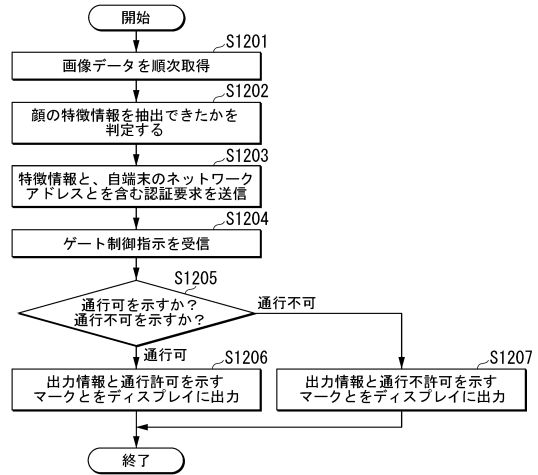 開始
S1201
画像データを順次取得
S1202
顔の特徴情報を抽出できたかを
判定する
S1203
特徴情報と、自端末のネットワーク
アドレスとを含む認証要求を送信
S1204
ゲート制御指示を受信
S1205
通行可を示すか?
通行不可を示すか?
通行不可
通行可
S1206
出力情報と通行許可を示す
マークとをディスプレイに出力
S1207
出力情報と通行不許可を示す
マークとをディスプレイに出力
終了